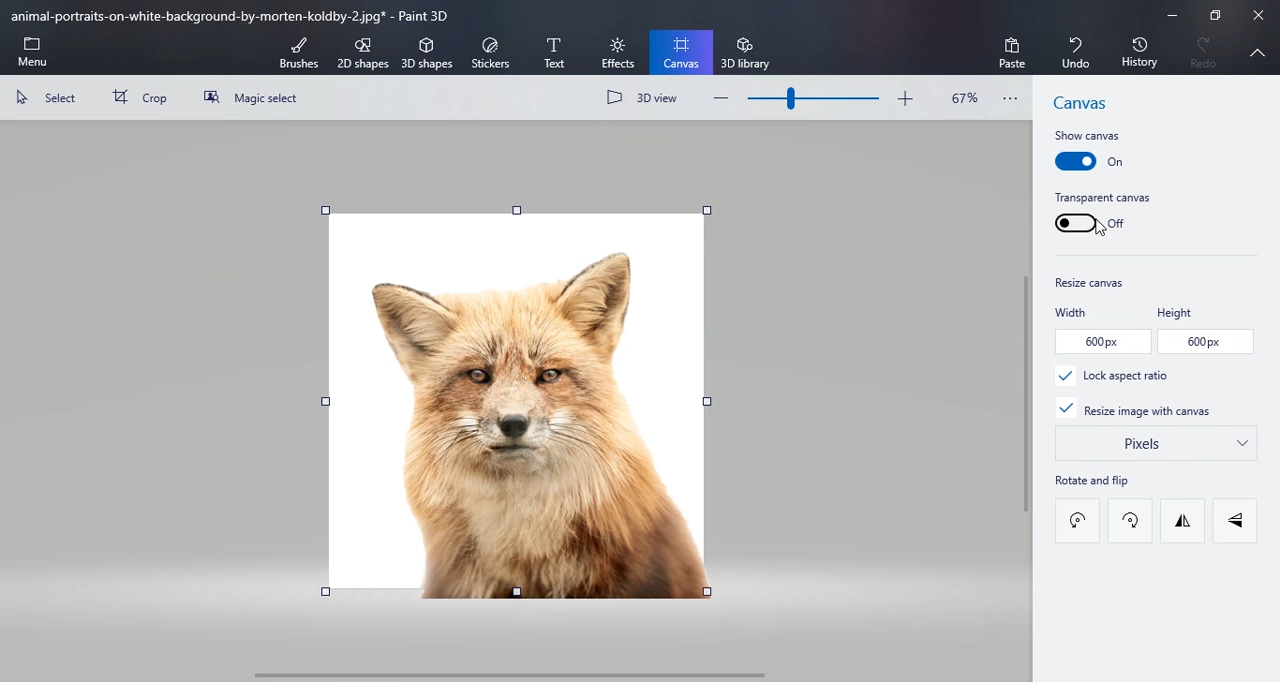 animal-portraits-on-white-background-by-morten-koldby-2.jpg* - Paint 3D
Menu
Brushes
2D shapes
3D shapes
Stickers
Text
Effects
Canvas
3D library
Paste
Undo
History
Redo
Select
Crop
Magic select
3D view
67%
Canvas
Show canvas
On
Transparent canvas
Off
Resize canvas
Width
Height
600px
600px
Lock aspect ratio
Resize image with canvas
Pixels
Rotate and flip